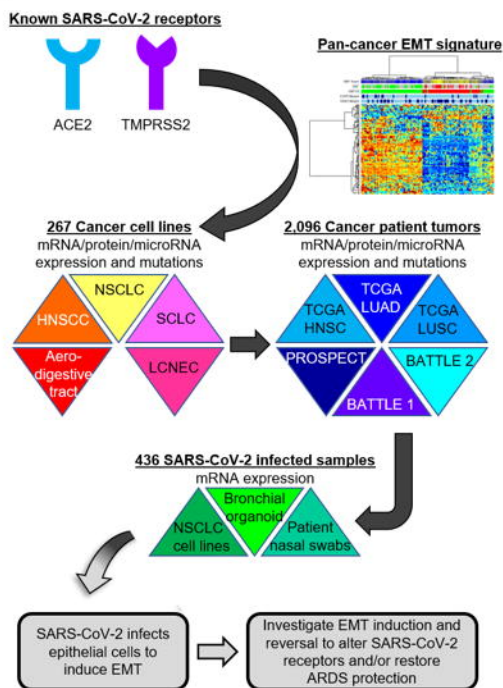 Known SARS-CoV-2 receptors
ACE2
TMPRSS2
Pan-cancer EMT signature
267 Cancer cell lines
mRNA/protein/microRNA
expression and mutations
HNSCC
NSCLC
SCLC
Aero-
digestive
tract
LCNEC
2,096 Cancer patient tumors
mRNA/protein/microRNA
expression and mutations
TCGA
HNSC
TCGA
LUAD
TCGA
LUSC
PROSPECT
BATTLE 1
BATTLE 2
436 SARS-CoV-2 infected samples
mRNA expression
NSCLC
cell lines
Bronchial
organoid
Patient
nasal swabs
SARS-CoV-2 infects
epithelial cells to
induce EMT
Investigate EMT induction and
reversal to alter SARS-CoV-2
receptors and/or restore
ARDS protection